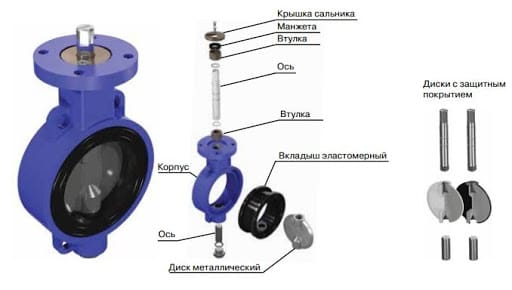 Крышка сальника
Манжета
Втулка
Ось
Втулка
Вкладыш эластомерный
Корпус
Ось
Диск металлический
Диски с защитным
покрытием